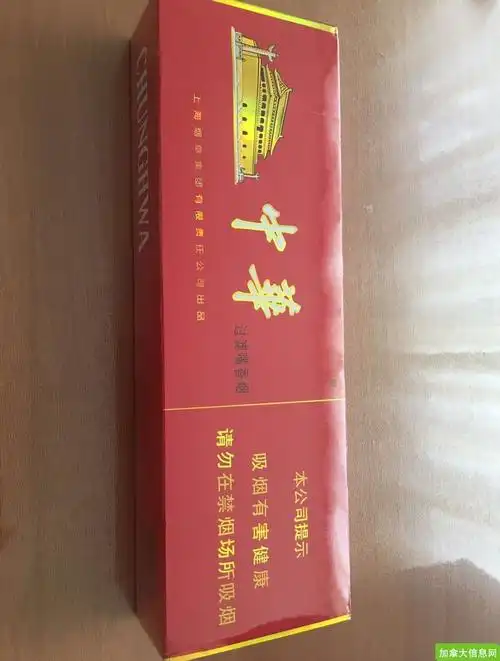 CHUNGHWA
中華
过滤嘴香烟
上海烟草集团有限责任公司出品
本公司提示
吸烟有害健康
请勿在禁烟场所吸烟
加拿大信息网